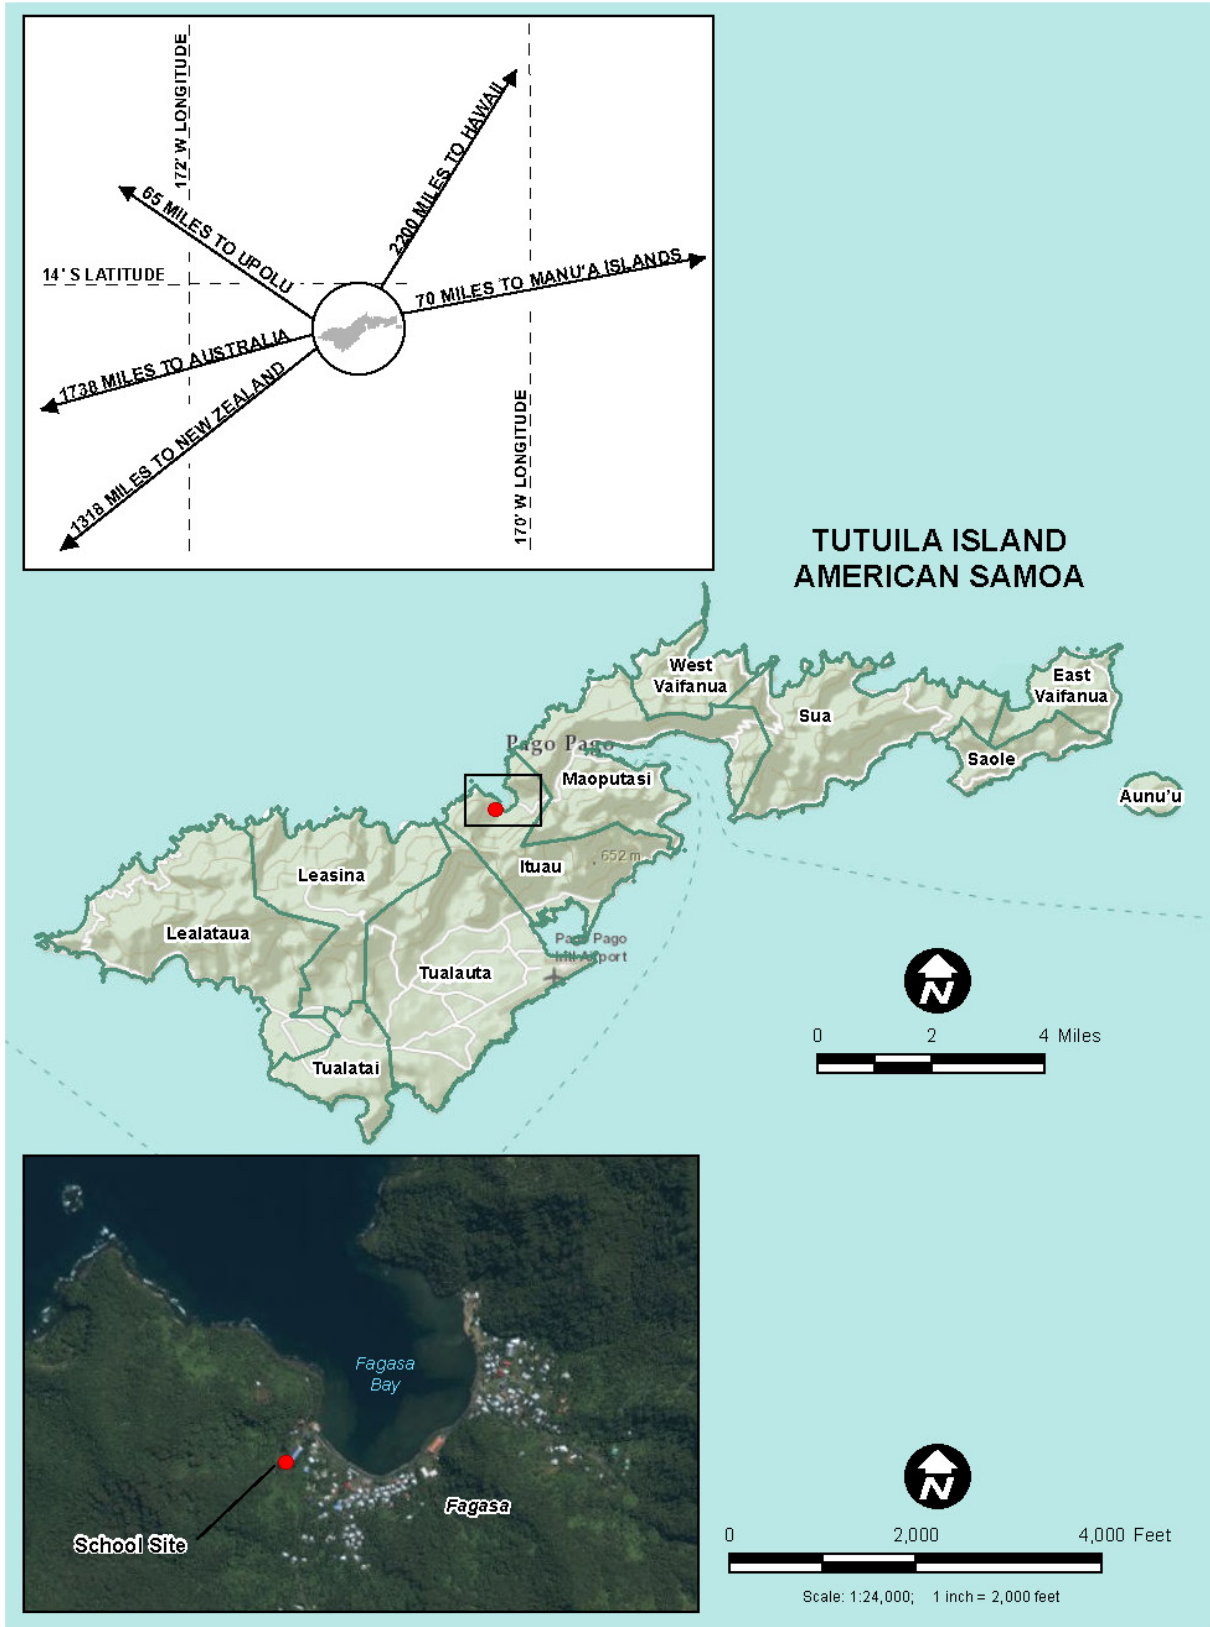 172' W LONGITUDE
2200 MILES TO HAWAII
65 MILES TO UPOLU
14' S LATITUDE
70 MILES TO MANU'A ISLANDS
1738 MILES TO AUSTRALIA
1318 MILES TO NEW ZEALAND
170' W LONGITUDE
TUTUILA ISLAND
AMERICAN SAMOA
West
Vaifanua
East
Vaifanua
Sua
Pago Pago
Saole
Maoputasi
Aunu'u
Ituau
652 m
Leasina
Lealataua
Pago Pago
Intl Airport
Tualauta
N
0 2 4 Miles
Tualatai
Fagasa
Bay
Fagasa
School Site
N
0 2,000 4,000 Feet
Scale: 1:24,000; 1 inch = 2,000 feet